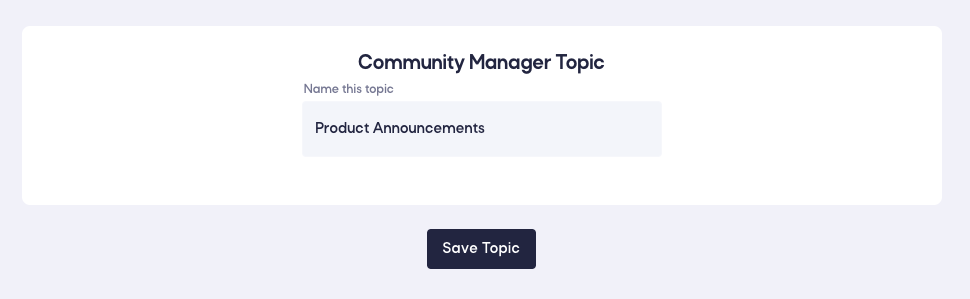 Community Manager Topic
Name this topic
Product Announcements
Save Topic